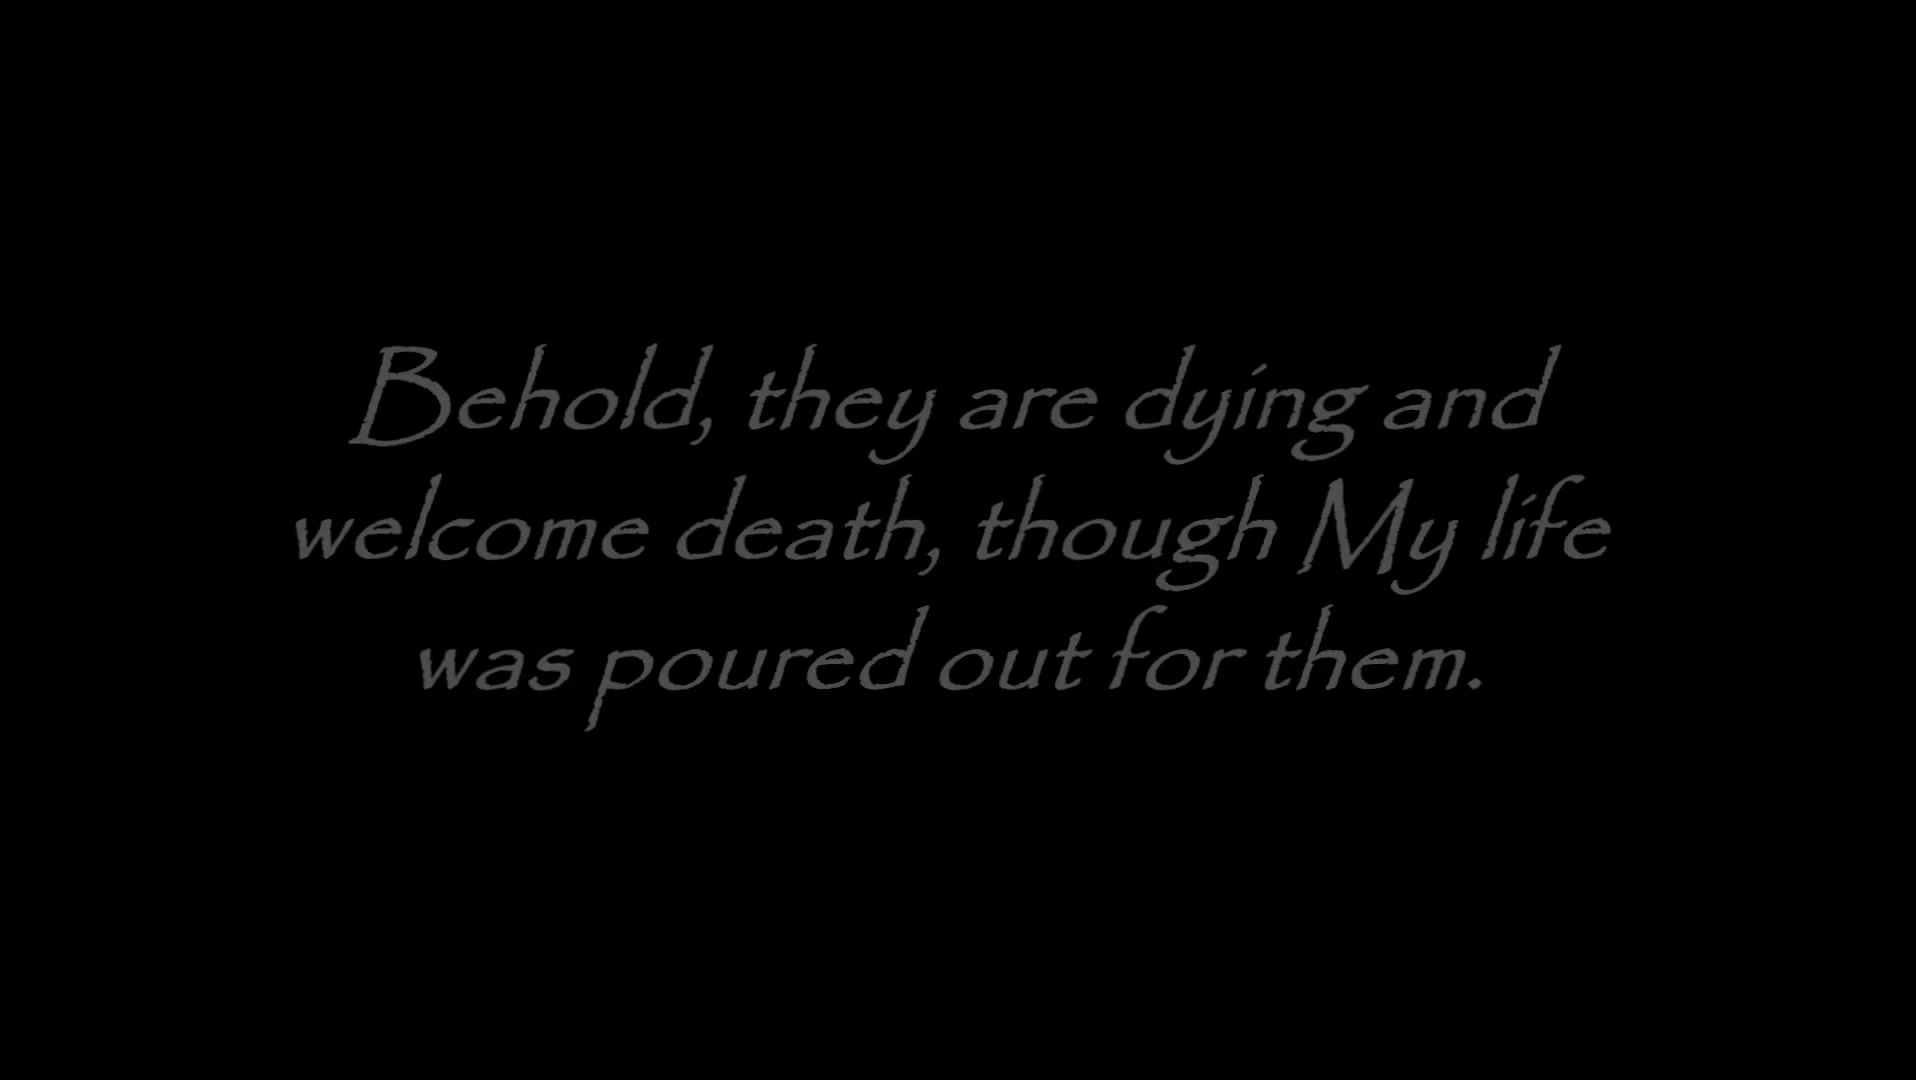 Behold, they are dying and
welcome death, though My life
was poured out for them.